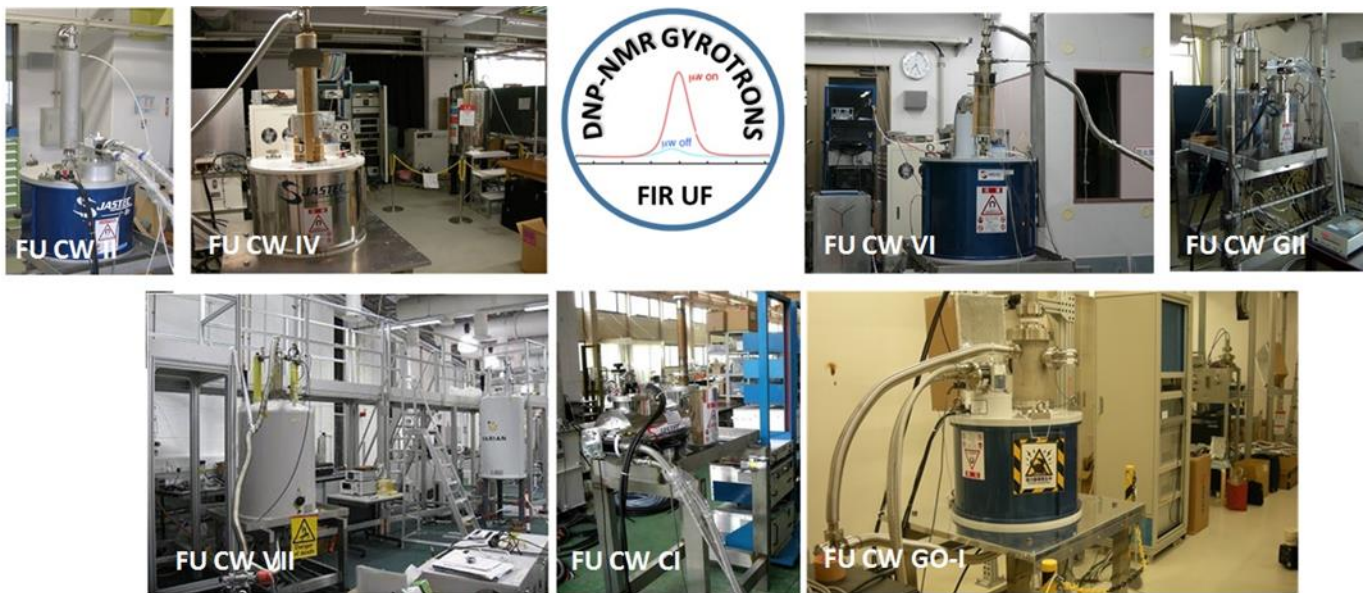 DNP-NMR GYROTRONS
μw on
μw off
FIR UF
JASTEC
FU CW II
JASTEC
FU CW IV
FU CW VI
FU CW GII
VARIAN
FU CW VII
FU CW CI
FU CW GO-I